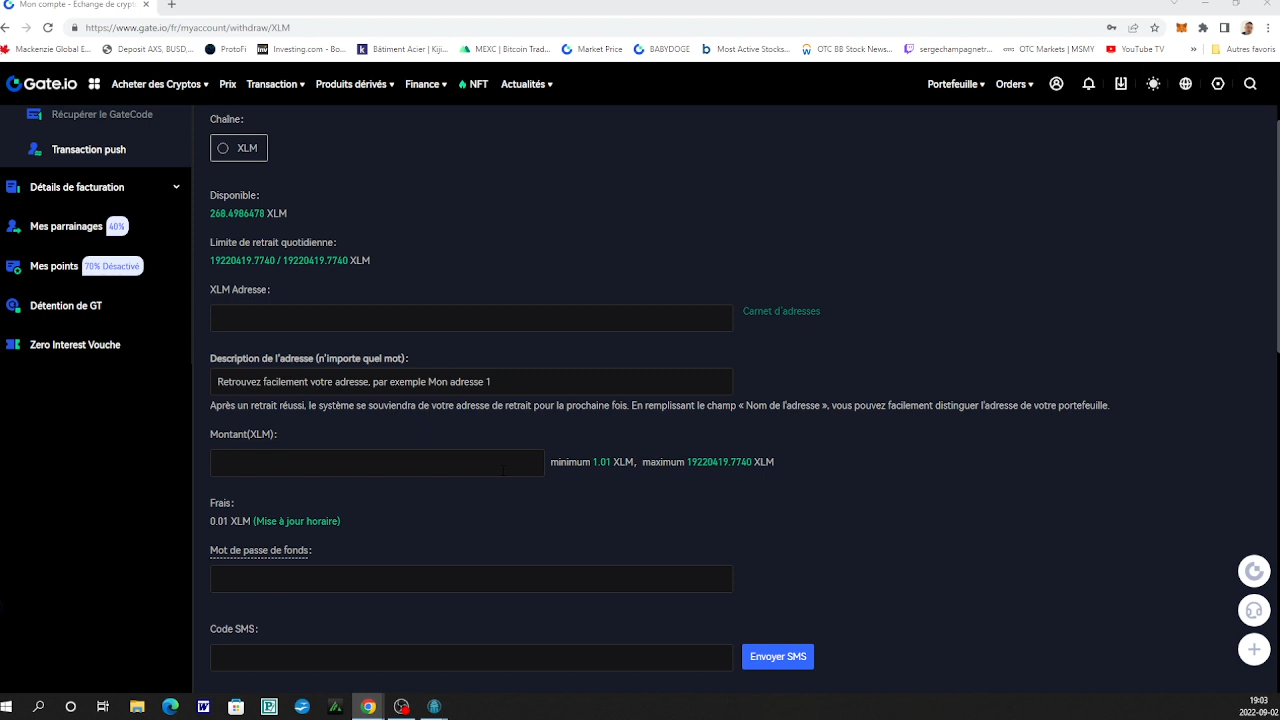 Mon compte - Echange de crypt
https://www.gate.io/fr/myaccount/withdraw/XLM
Mackenzie Global E... Deposit AXS, BUSD,... ProtoFi Investing.com - Bo... Bâtiment Acier | Kiji... MEXC | Bitcoin Trad... Market Price BABYDOGE Most Active Stocks... OTC BB Stock News... sergechampagnetr... OTC Markets | MSMY YouTube TV » Autres favoris
Gate.io Acheter des Cryptos Prix Transaction Produits dérivés Finance NFT Actualités Portefeuille Orders
Récupérer le GateCode
Transaction push
Détails de facturation
Mes parrainages 40%
Mes points 70% Désactivé
Détention de GT
Zero Interest Vouche
Chaîne:
XLM
Disponible:
268.4986478 XLM
Limite de retrait quotidienne:
19220419.7740 / 19220419.7740 XLM
XLM Adresse:
Carnet d'adresses
Description de l'adresse (n'importe quel mot):
Retrouvez facilement votre adresse, par exemple Mon adresse 1
Après un retrait réussi, le système se souviendra de votre adresse de retrait pour la prochaine fois. En remplissant le champ « Nom de l'adresse », vous pouvez facilement distinguer l'adresse de votre portefeuille.
Montant(XLM):
minimum 1.01 XLM, maximum 19220419.7740 XLM
Frais:
0.01 XLM (Mise à jour horaire)
Mot de passe de fonds:
Code SMS:
Envoyer SMS
19:03
2022-09-02